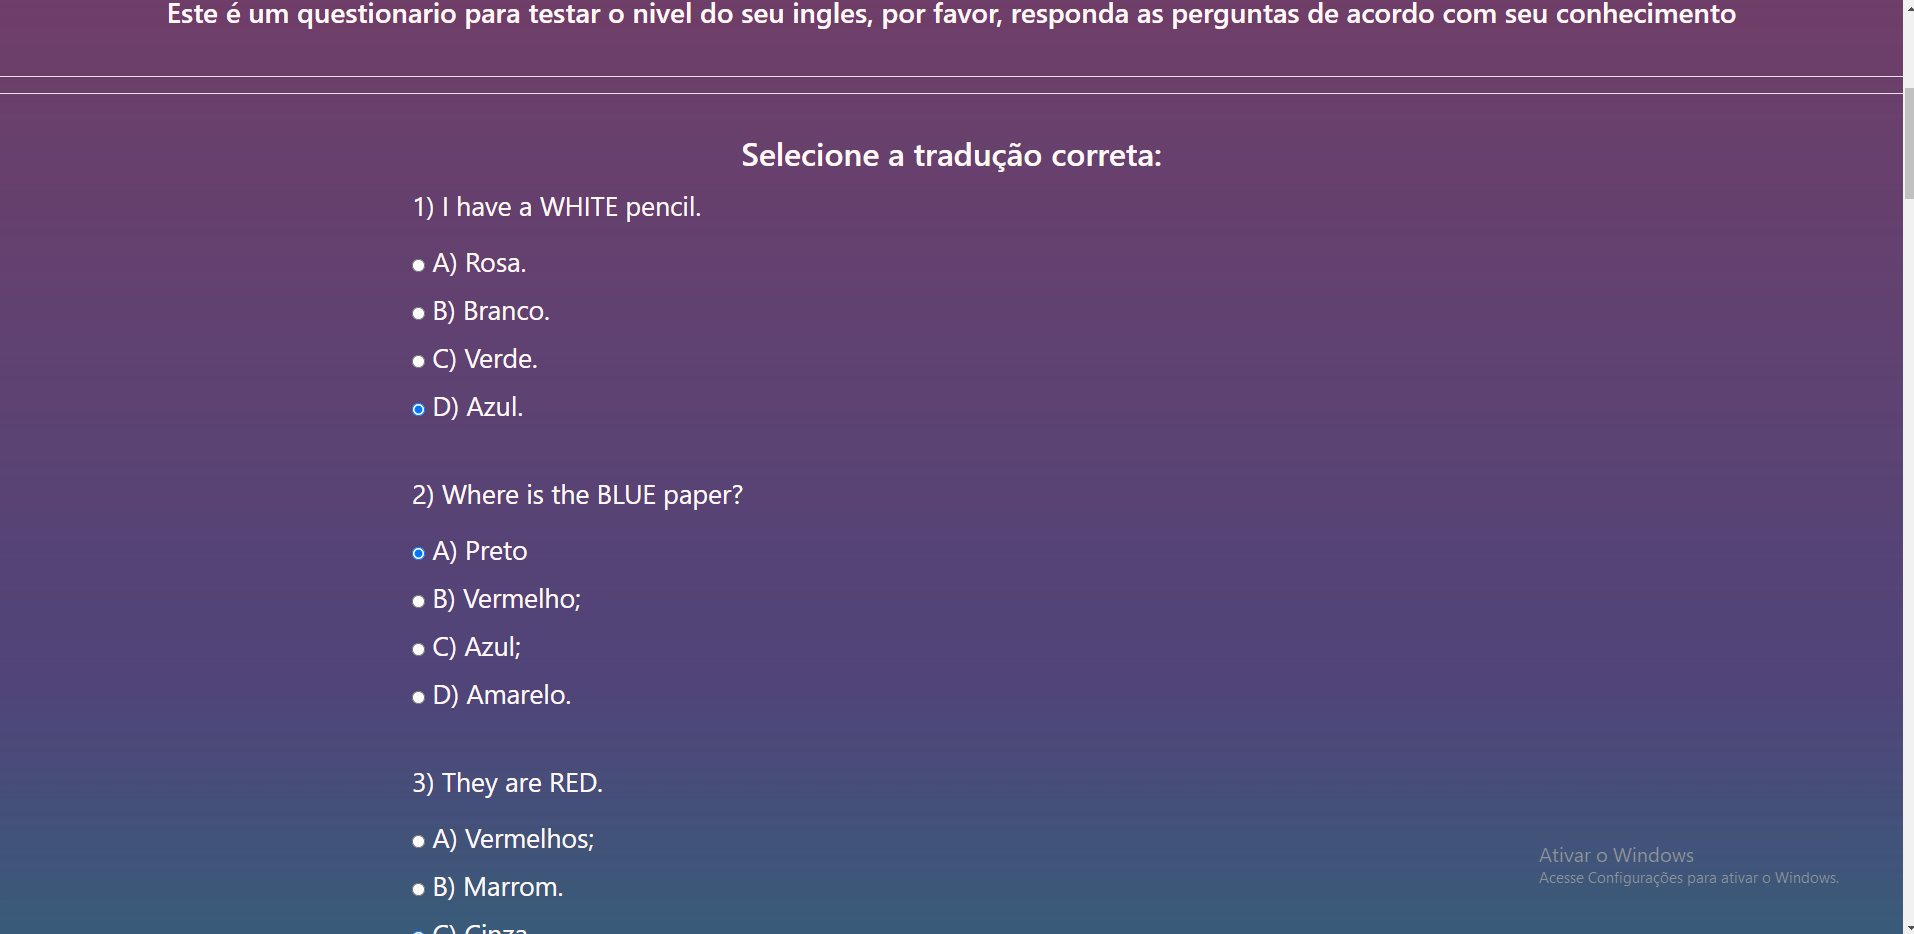 Este é um questionario para testar o nivel do seu ingles, por favor, responda as perguntas de acordo com seu conhecimento
Selecione a tradução correta:
1) I have a WHITE pencil.
A) Rosa.
B) Branco.
C) Verde.
D) Azul.
2) Where is the BLUE paper?
A) Preto
B) Vermelho;
C) Azul;
D) Amarelo.
3) They are RED.
A) Vermelhos;
B) Marrom.
C) Cinza
Ativar o Windows
Acesse Configurações para ativar o Windows.